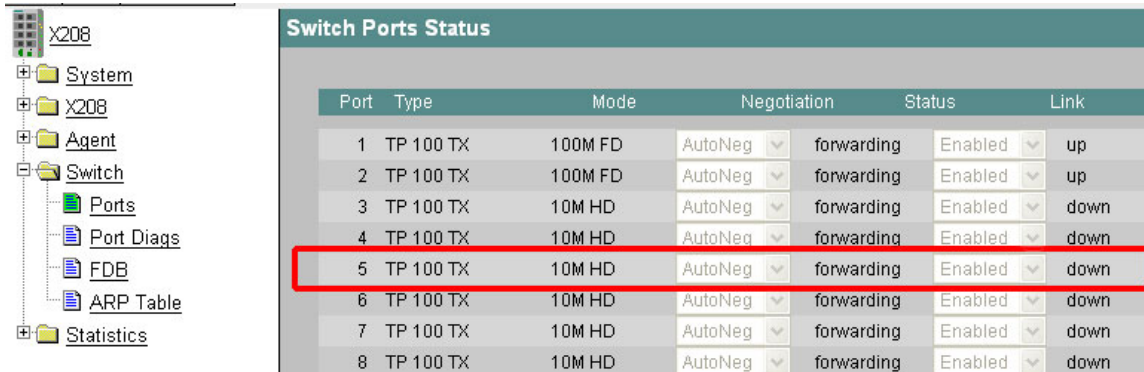 X208
System
X208
Agent
Switch
Ports
Port Diags
FDB
ARP Table
Statistics
Switch Ports Status
Port Type Mode Negotiation Status Link
1 TP 100 TX 100M FD AutoNeg forwarding Enabled up
2 TP 100 TX 100M FD AutoNeg forwarding Enabled up
3 TP 100 TX 10M HD AutoNeg forwarding Enabled down
4 TP 100 TX 10M HD AutoNeg forwarding Enabled down
5 TP 100 TX 10M HD AutoNeg forwarding Enabled down
6 TP 100 TX 10M HD AutoNeg forwarding Enabled down
7 TP 100 TX 10M HD AutoNeg forwarding Enabled down
8 TP 100 TX 10M HD AutoNeg forwarding Enabled down